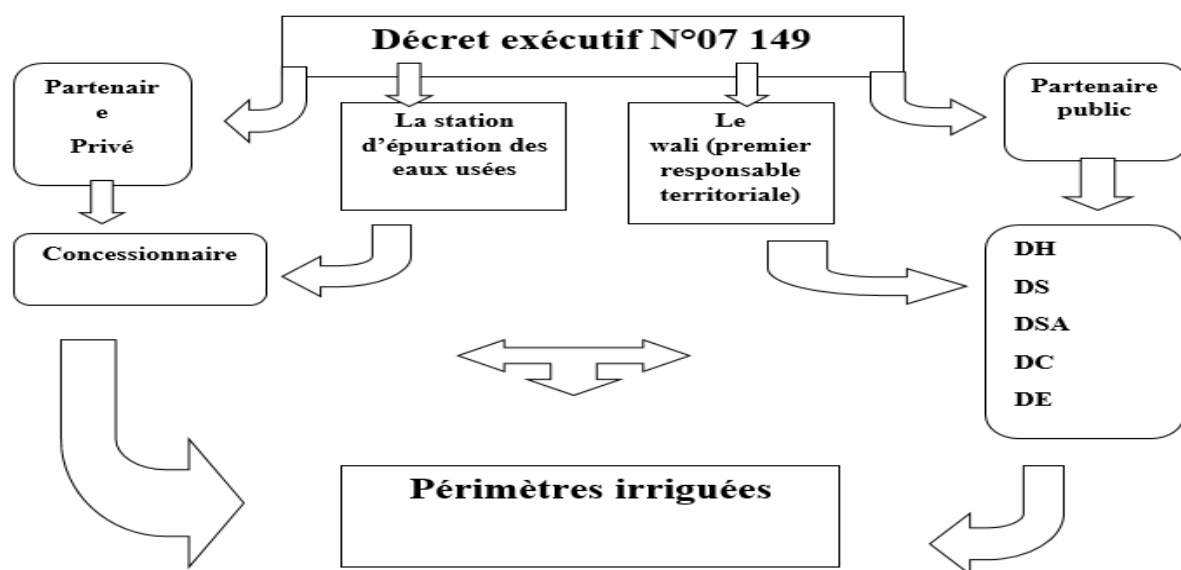 Décret exécutif N°07 149
Partenair
e
Privé
La station
d'épuration des
eaux usées
Le
wali (premier
responsable
territoriale)
Partenaire
public
Concessionnaire
DH
DS
DSA
DC
DE
Périmètres irriguées